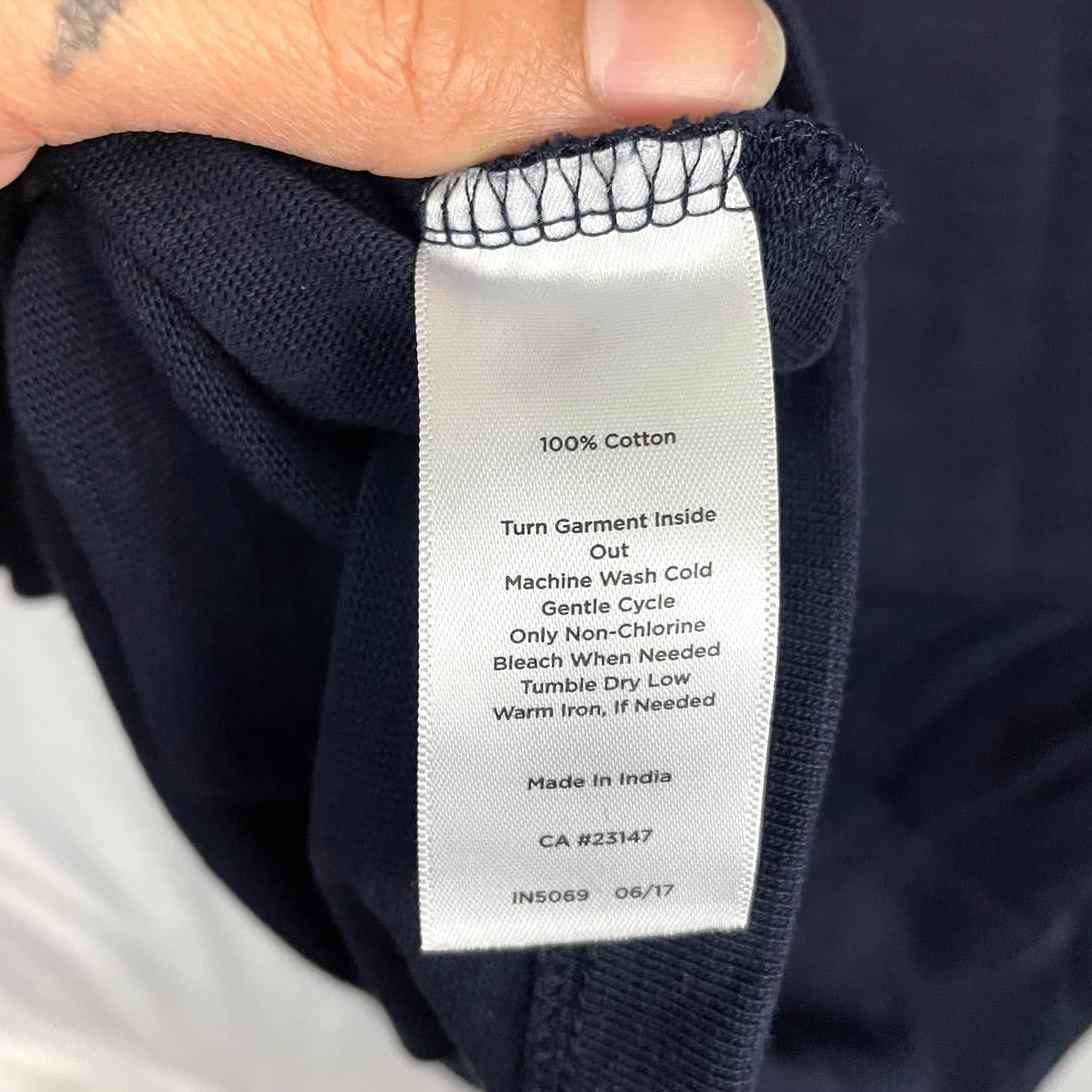 100% Cotton
Turn Garment Inside
Out
Machine Wash Cold
Gentle Cycle
Only Non-Chlorine
Bleach When Needed
Tumble Dry Low
Warm Iron, If Needed
Made In India
CA #23147
IN5069 06/17